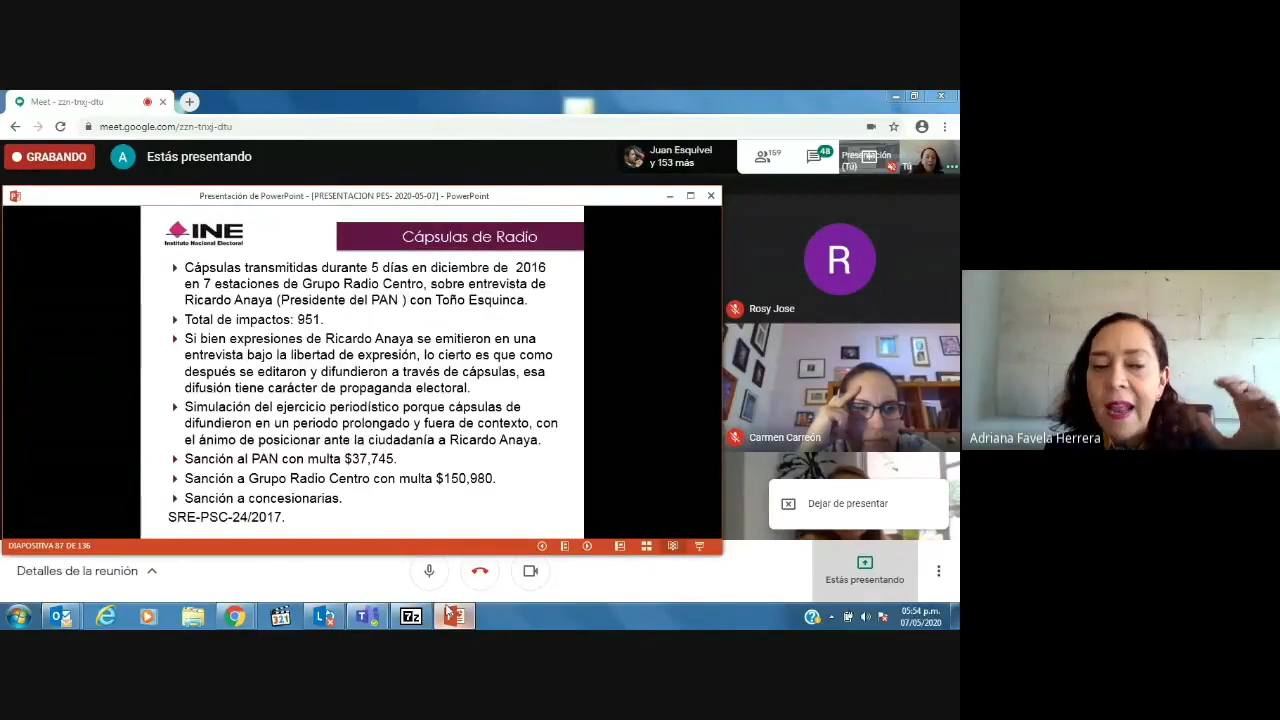 Meet - zzn-tnxj-dtu
meet.google.com/zzn-tnxj-dtu
GRABANDO
A
Estás presentando
Juan Esquivel
y 153 más
159
48
Presentación
(Tú)
Tú
Presentación de PowerPoint - [PRESENTACION PES- 2020-05-07] - PowerPoint
INE
Instituto Nacional Electoral
Cápsulas de Radio
Cápsulas transmitidas durante 5 días en diciembre de 2016
en 7 estaciones de Grupo Radio Centro, sobre entrevista de
Ricardo Anaya (Presidente del PAN ) con Toño Esquinca.
Total de impactos: 951.
Si bien expresiones de Ricardo Anaya se emitieron en una
entrevista bajo la libertad de expresión, lo cierto es que como
después se editaron y difundieron a través de cápsulas, esa
difusión tiene carácter de propaganda electoral.
Simulación del ejercicio periodístico porque cápsulas de
difundieron en un periodo prolongado y fuera de contexto, con
el ánimo de posicionar ante la ciudadanía a Ricardo Anaya.
Sanción al PAN con multa $37,745.
Sanción a Grupo Radio Centro con multa $150,980.
Sanción a concesionarias.
SRE-PSC-24/2017.
DIAPOSITIVA 87 DE 136
R
Rosy Jose
Carmen Carreón
Dejar de presentar
Adriana Favela Herrera
Detalles de la reunión
Estás presentando
321
7z
05:54 p.m.
07/05/2020